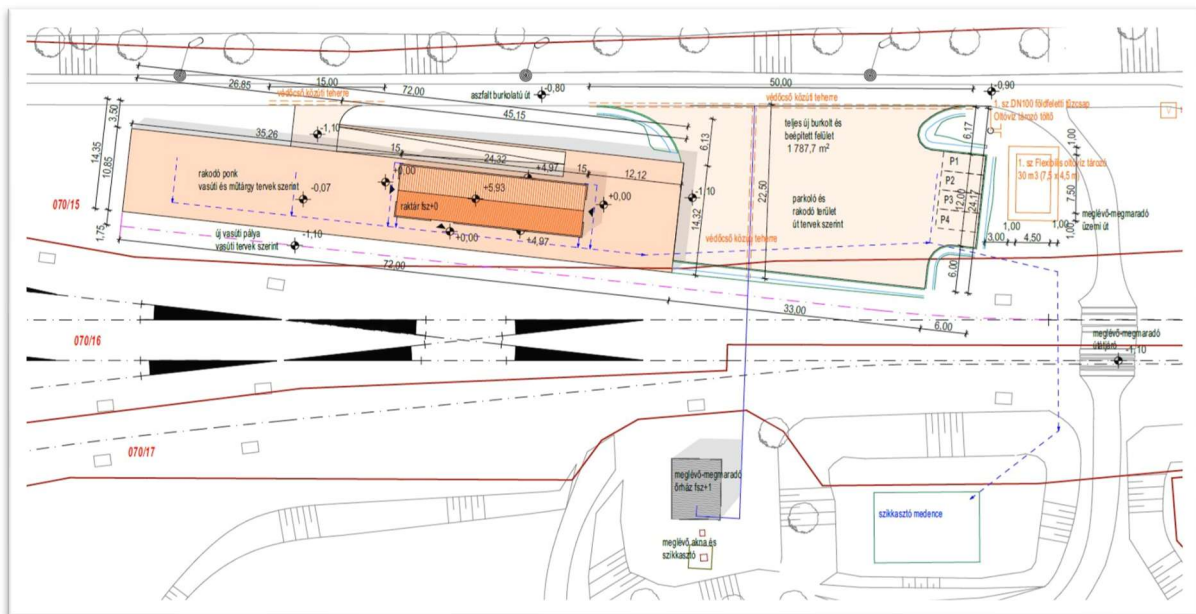 15,00
26,85
72,00
50,00
védőcső közúti teherre
aszfalt burkolatú út
-0,80
védőcső közúti teherre
-0,90
1. sz DN100 földfeletti tűzcsap
Oltóvíz tározó töltő
3,50
45,15
-1,10
35,26
6,13
teljes új burkolt és
beépített felület
1 787,7 m²
6,17
1,00
14,35
10,85
15
24,32
15
+4,97
12,12
P1
P2
P3
P4
12,00
24,17
1. sz Flexibilis oltóvíz tározó
30 m3 (7,5 x 4,5 m)
7,50
rakodó ponk
vasúti és műtárgy tervek szerint
-0,07
+0,00
+5,93
raktár fsz+0
+0,00
-1,10
22,50
parkoló és
rakodó terület
út tervek szerint
meglévő-megmaradó
üzemi út
070/15
1,75
új vasúti pálya
vasúti tervek szerint
-1,10
+0,00
+4,97
14,32
védőcső közúti teherre
1,00
1,00
1,00
3,00
4,50
6,00
72,00
33,00
6,00
070/16
meglévő-megmaradó
útátjáró
-1,10
070/17
meglévő-megmaradó
őrház fsz+1
szikkasztó medence
meglévő akna és
szikkasztó